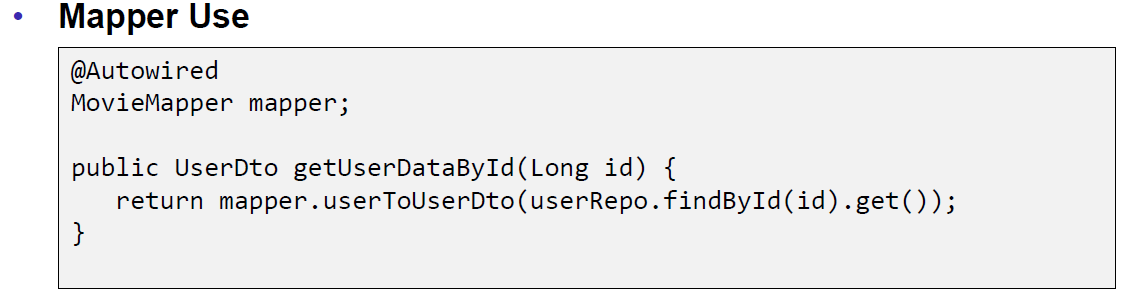 • Mapper Use
@Autowired
MovieMapper mapper;
public UserDto getUserDataById(Long id) {
return mapper.userToUserDto(userRepo.findById(id).get());
}